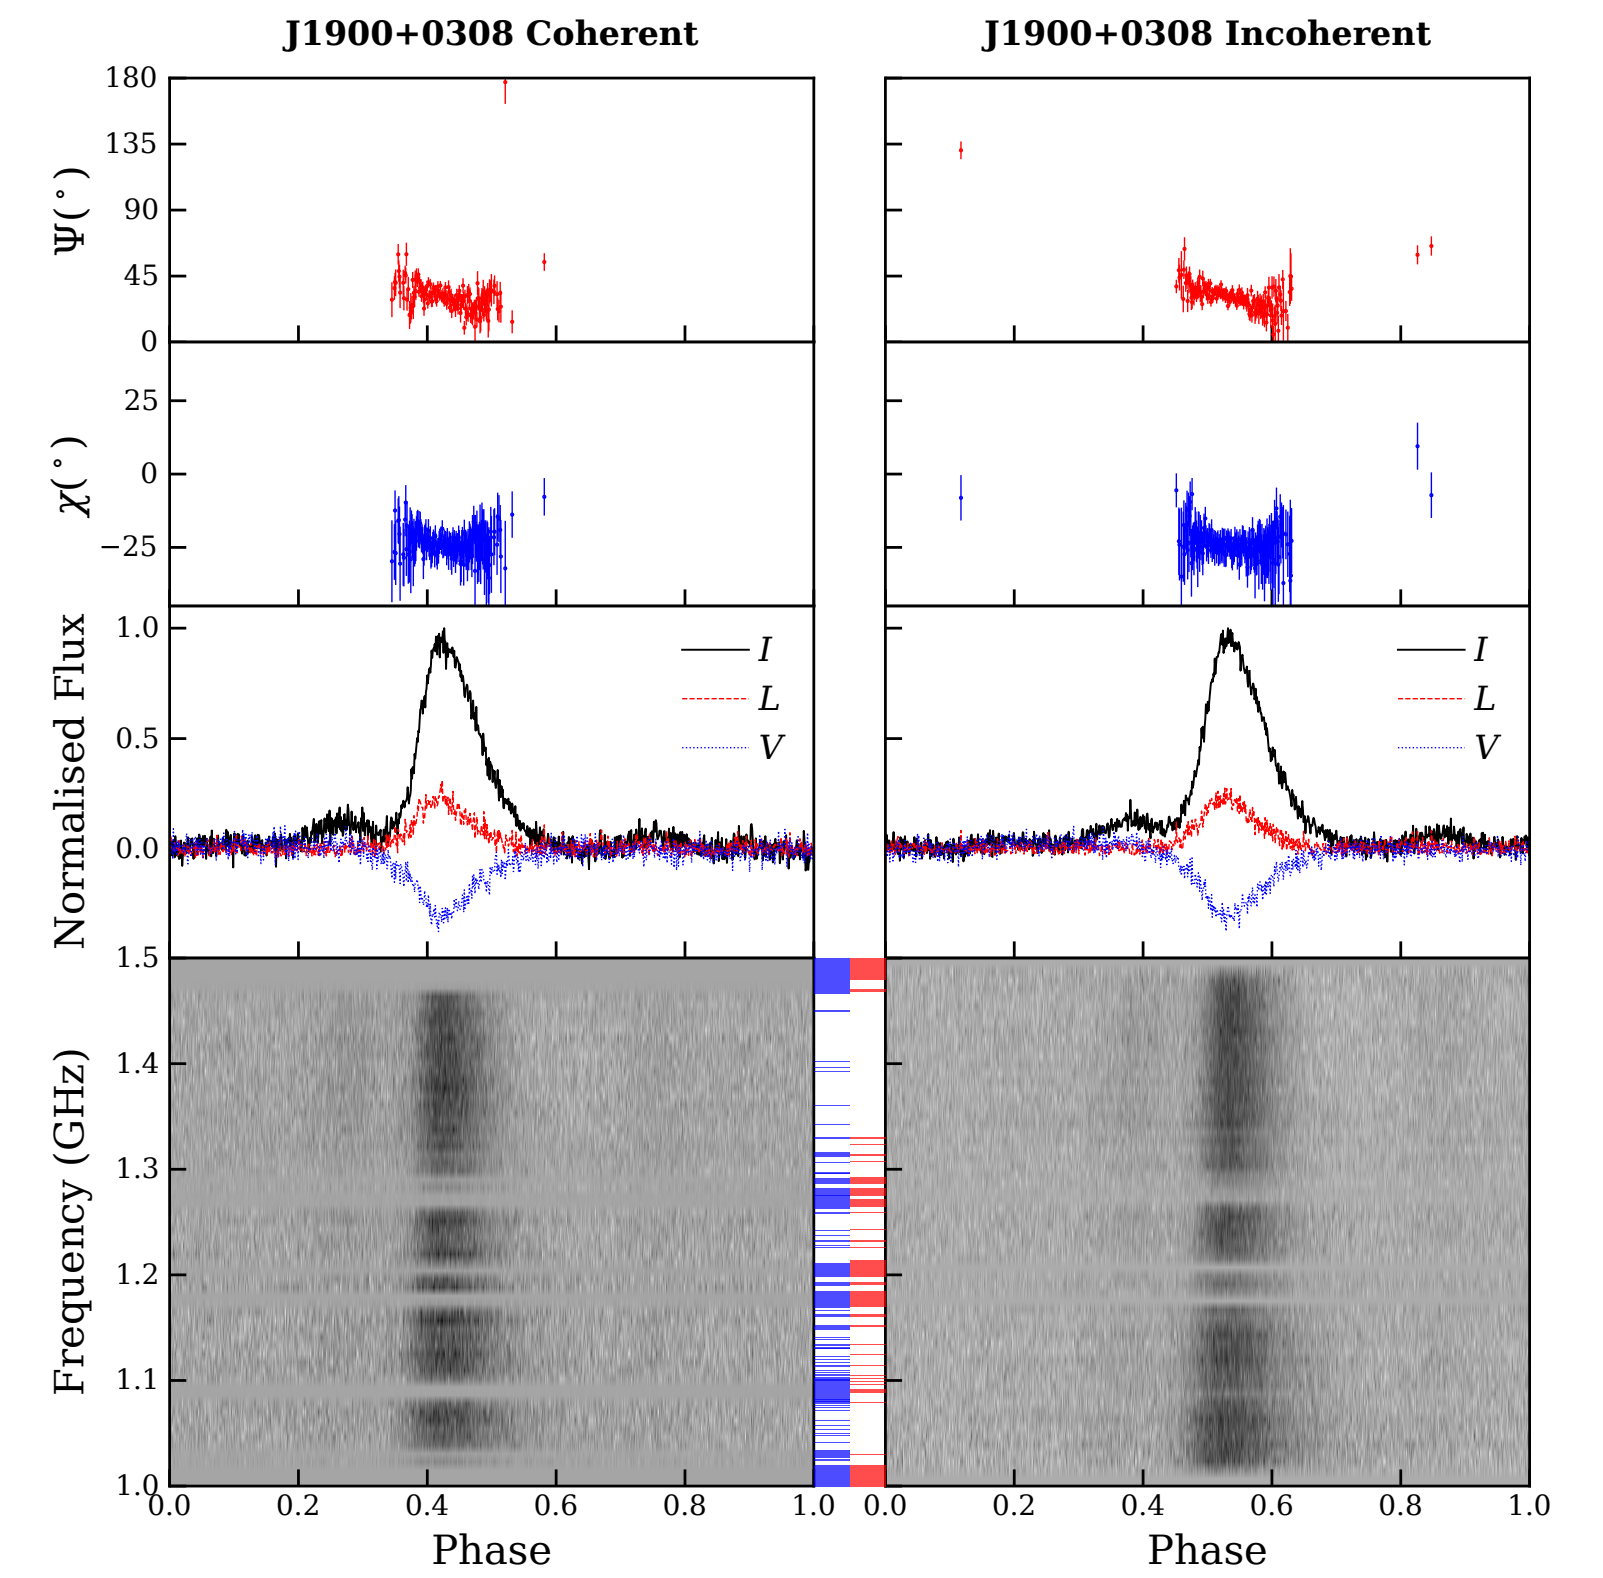 J1900+0308 Coherent
J1900+0308 Incoherent
180
135
90
45
0
Ψ(°)
25
0
−25
χ(°)
1.0
0.5
0.0
Normalised Flux
I
L
V
I
L
V
1.5
1.4
1.3
1.2
1.1
1.0
Frequency (GHz)
0.0 0.2 0.4 0.6 0.8 1.0
0.0 0.2 0.4 0.6 0.8 1.0
Phase
Phase